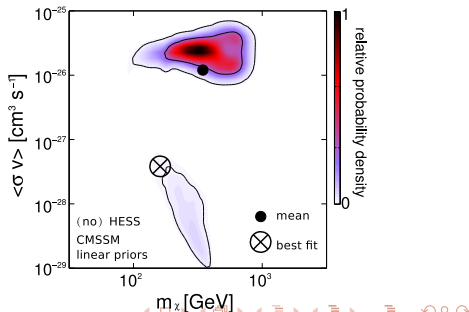 10⁻²⁵
10⁻²⁶
10⁻²⁷
10⁻²⁸
10⁻²⁹
<σ v> [cm³ s⁻¹]
(no) HESS
CMSSM
linear priors
mean
best fit
10²
10³
mχ [GeV]
1
0
relative probability density